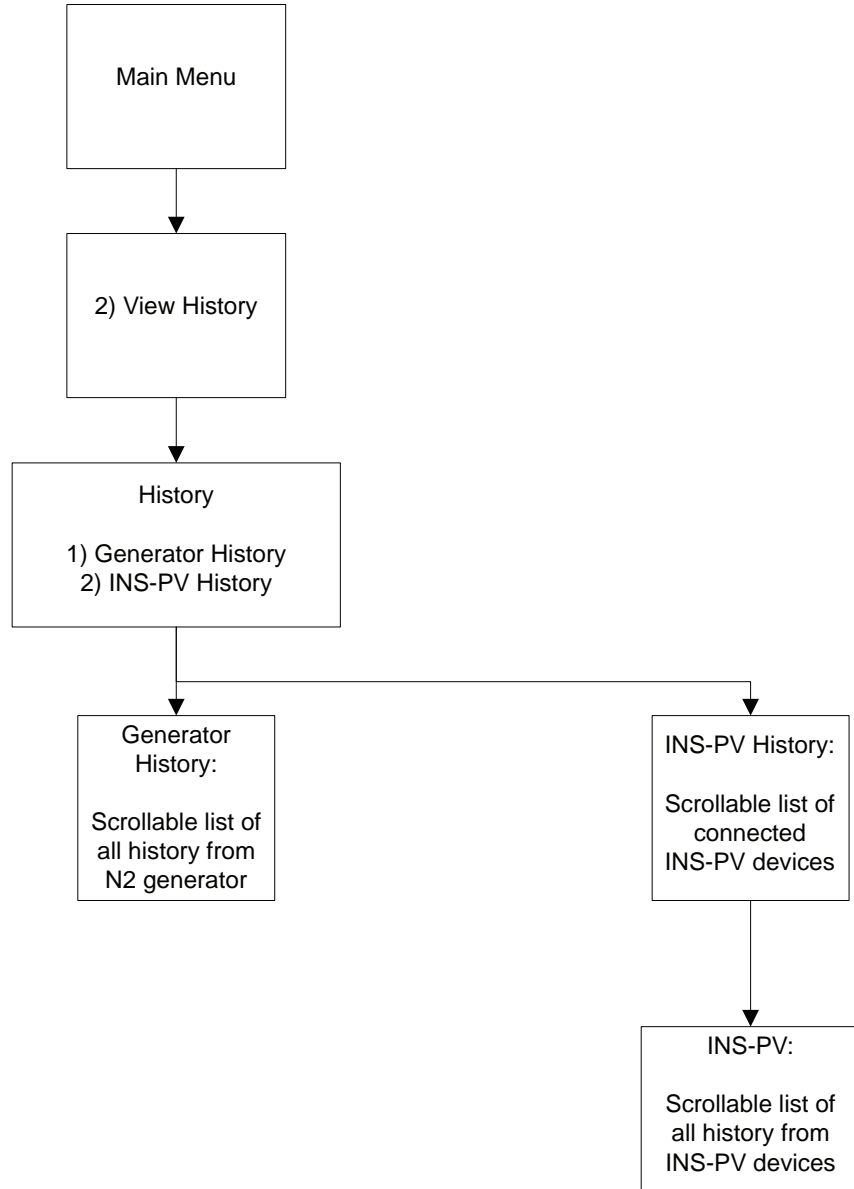 Main Menu
2) View History
History
1) Generator History
2) INS-PV History
Generator
History:
Scrollable list of
all history from
N2 generator
INS-PV History:
Scrollable list of
connected
INS-PV devices
INS-PV:
Scrollable list of
all history from
INS-PV devices